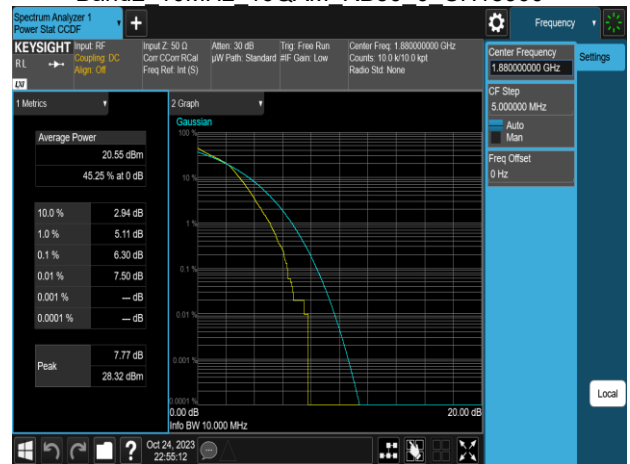 Spectrum Analyzer 1
Power Stat CCDF
+
Frequency
KEYSIGHT
RL
LXI
Input: RF
Coupling: DC
Align: Off
Input Z: 50 Ω
Corr CCorr RCal
Freq Ref: Int (S)
Atten: 30 dB
µW Path: Standard
Trig: Free Run
#IF Gain: Low
Center Freq: 1.880000000 GHz
Counts: 10.0 k/10.0 kpt
Radio Std: None
Center Frequency
1.880000000 GHz
Settings
CF Step
5.000000 MHz
Auto
Man
Freq Offset
0 Hz
Local
1 Metrics
Average Power
20.55 dBm
45.25 % at 0 dB
10.0 % 2.94 dB
1.0 % 5.11 dB
0.1 % 6.30 dB
0.01 % 7.50 dB
0.001 % --- dB
0.0001 % --- dB
Peak 7.77 dB
28.32 dBm
2 Graph
Gaussian
100 %
10 %
1 %
0.1 %
0.01 %
0.001 %
0.0001 %
0.00 dB 20.00 dB
Info BW 10.000 MHz
?
Oct 24, 2023
22:55:12